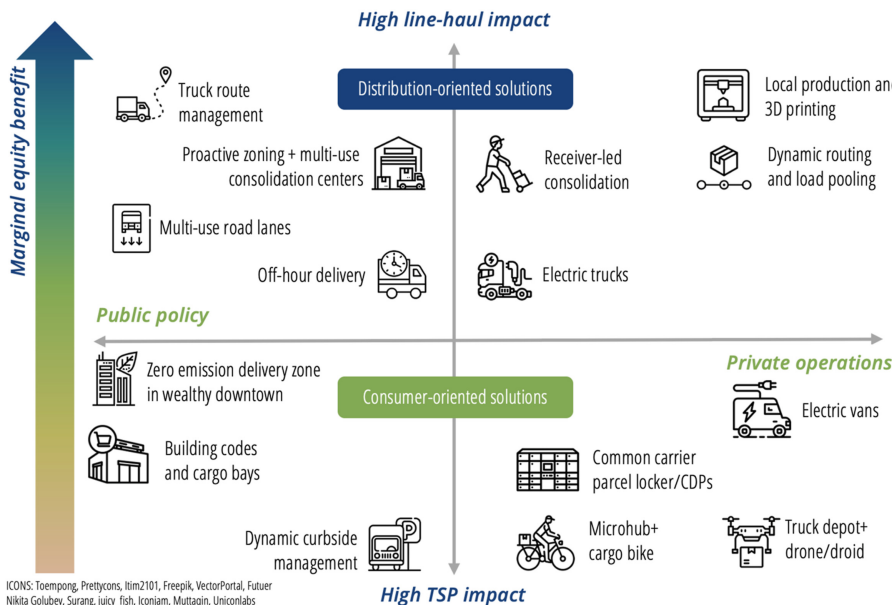 High line-haul impact
Marginal equity benefit
Truck route
management
Distribution-oriented solutions
Local production and
3D printing
Proactive zoning + multi-use
consolidation centers
Receiver-led
consolidation
Dynamic routing
and load pooling
Multi-use road lanes
Off-hour delivery
Electric trucks
Public policy
Private operations
Zero emission delivery zone
in wealthy downtown
Consumer-oriented solutions
Electric vans
Building codes
and cargo bays
Common carrier
parcel locker/CDPs
Dynamic curbside
management
P
Microhub+
cargo bike
Truck depot+
drone/droid
High TSP impact
ICONS: Toempong, Prettycons, Itim2101, Freepik, VectorPortal, Futuer
Nikita Golubev, Surang, juicy_fish, Iconjam, Muttaqin, Uniconlabs